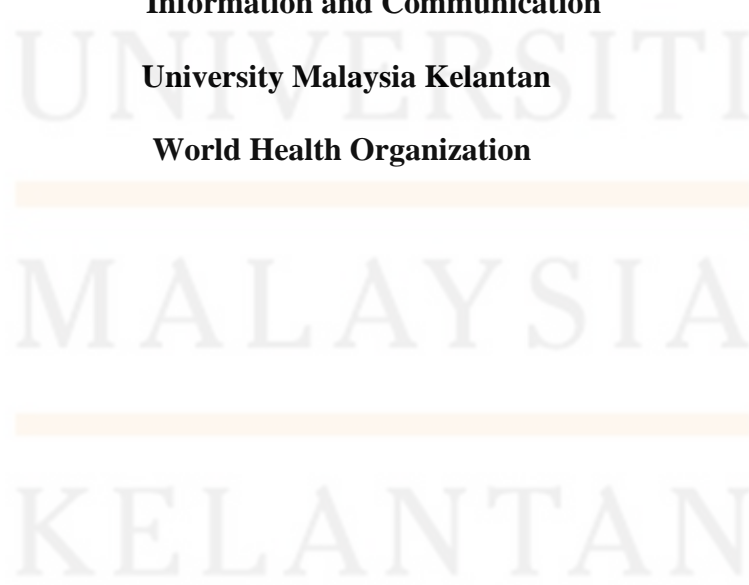 Information and Communication
UNIVERSITI
University Malaysia Kelantan
World Health Organization
MALAYSIA
KELANTAN